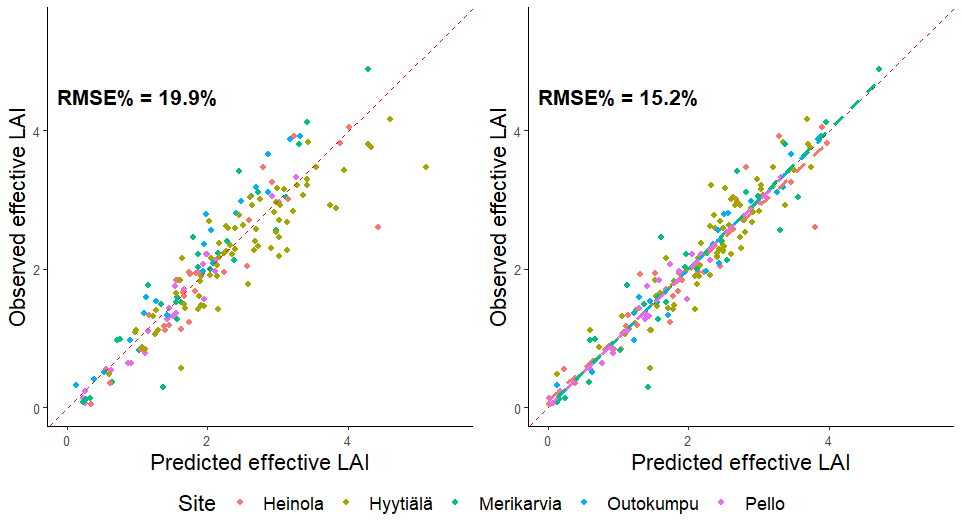 RMSE% = 19.9%
Observed effective LAI
4
2
0
0 2 4
Predicted effective LAI
RMSE% = 15.2%
Observed effective LAI
4
2
0
0 2 4
Predicted effective LAI
Site Heinola Hyytiälä Merikarvia Outokumpu Pello